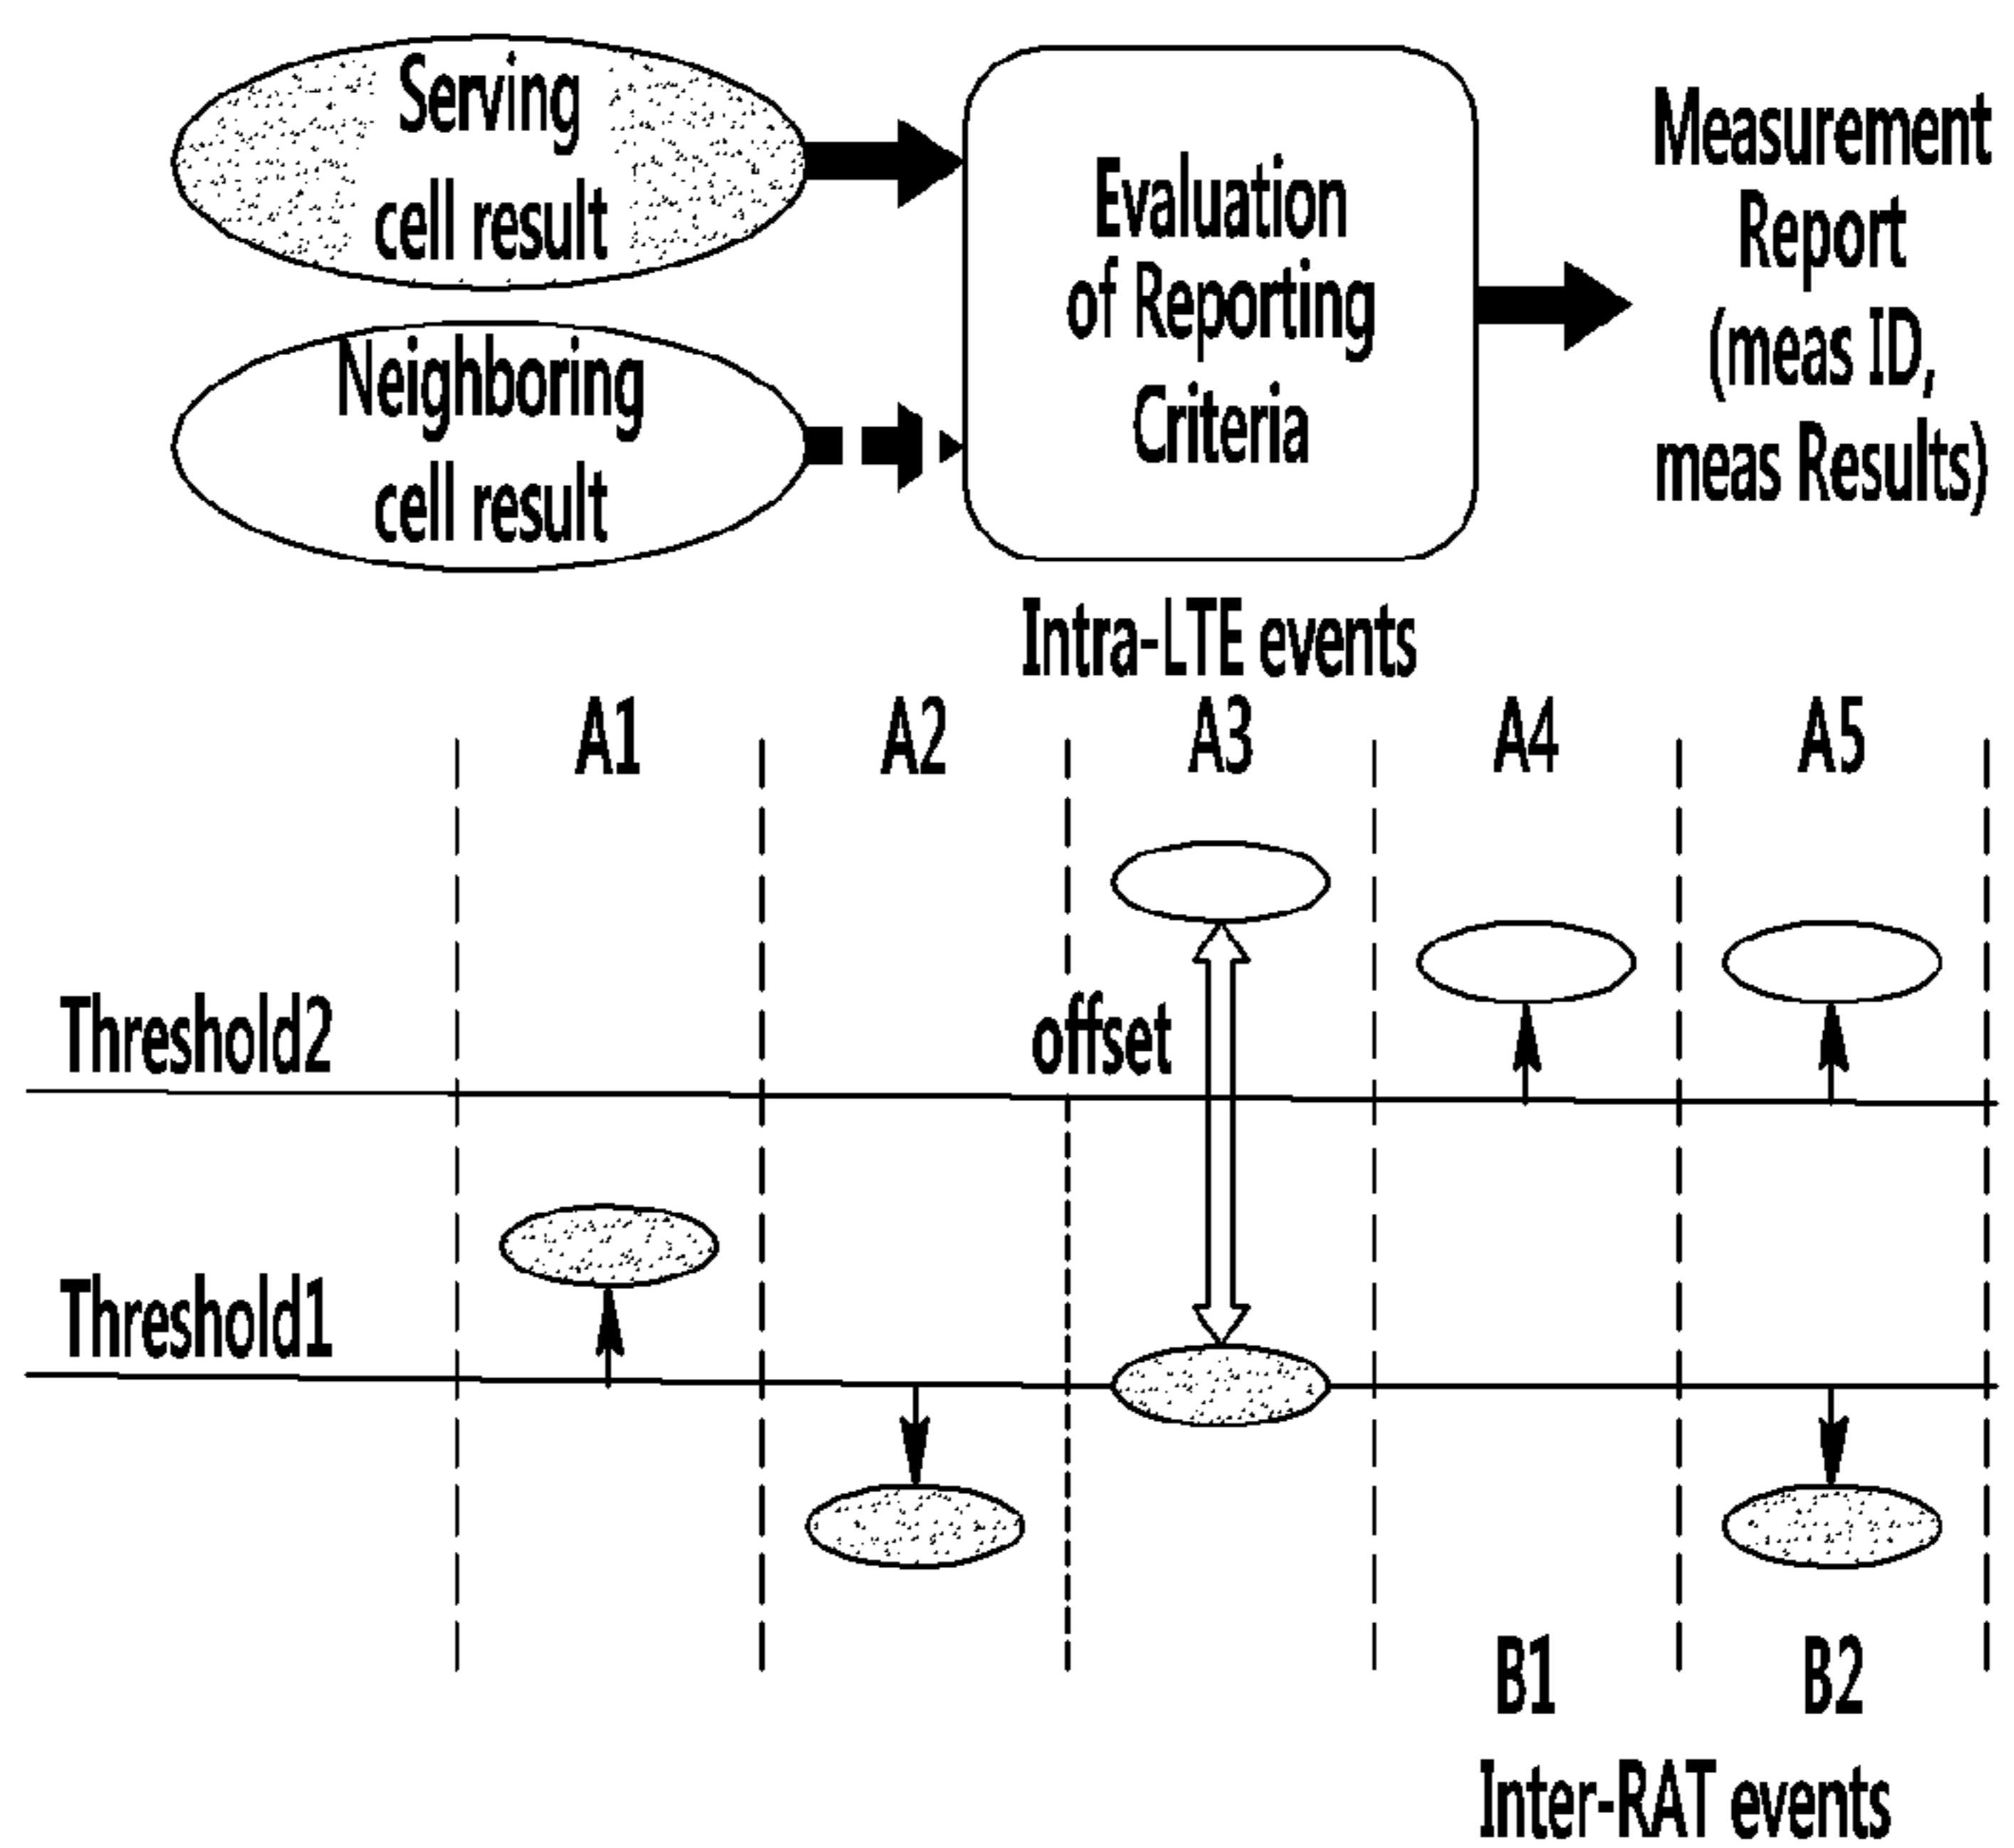 Serving
cell result
Neighboring
cell result
Evaluation
of Reporting
Criteria
Measurement
Report
(meas ID,
meas Results)
Intra-LTE events
A1 A2 A3 A4 A5
Threshold2
offset
Threshold1
B1 B2
Inter-RAT events